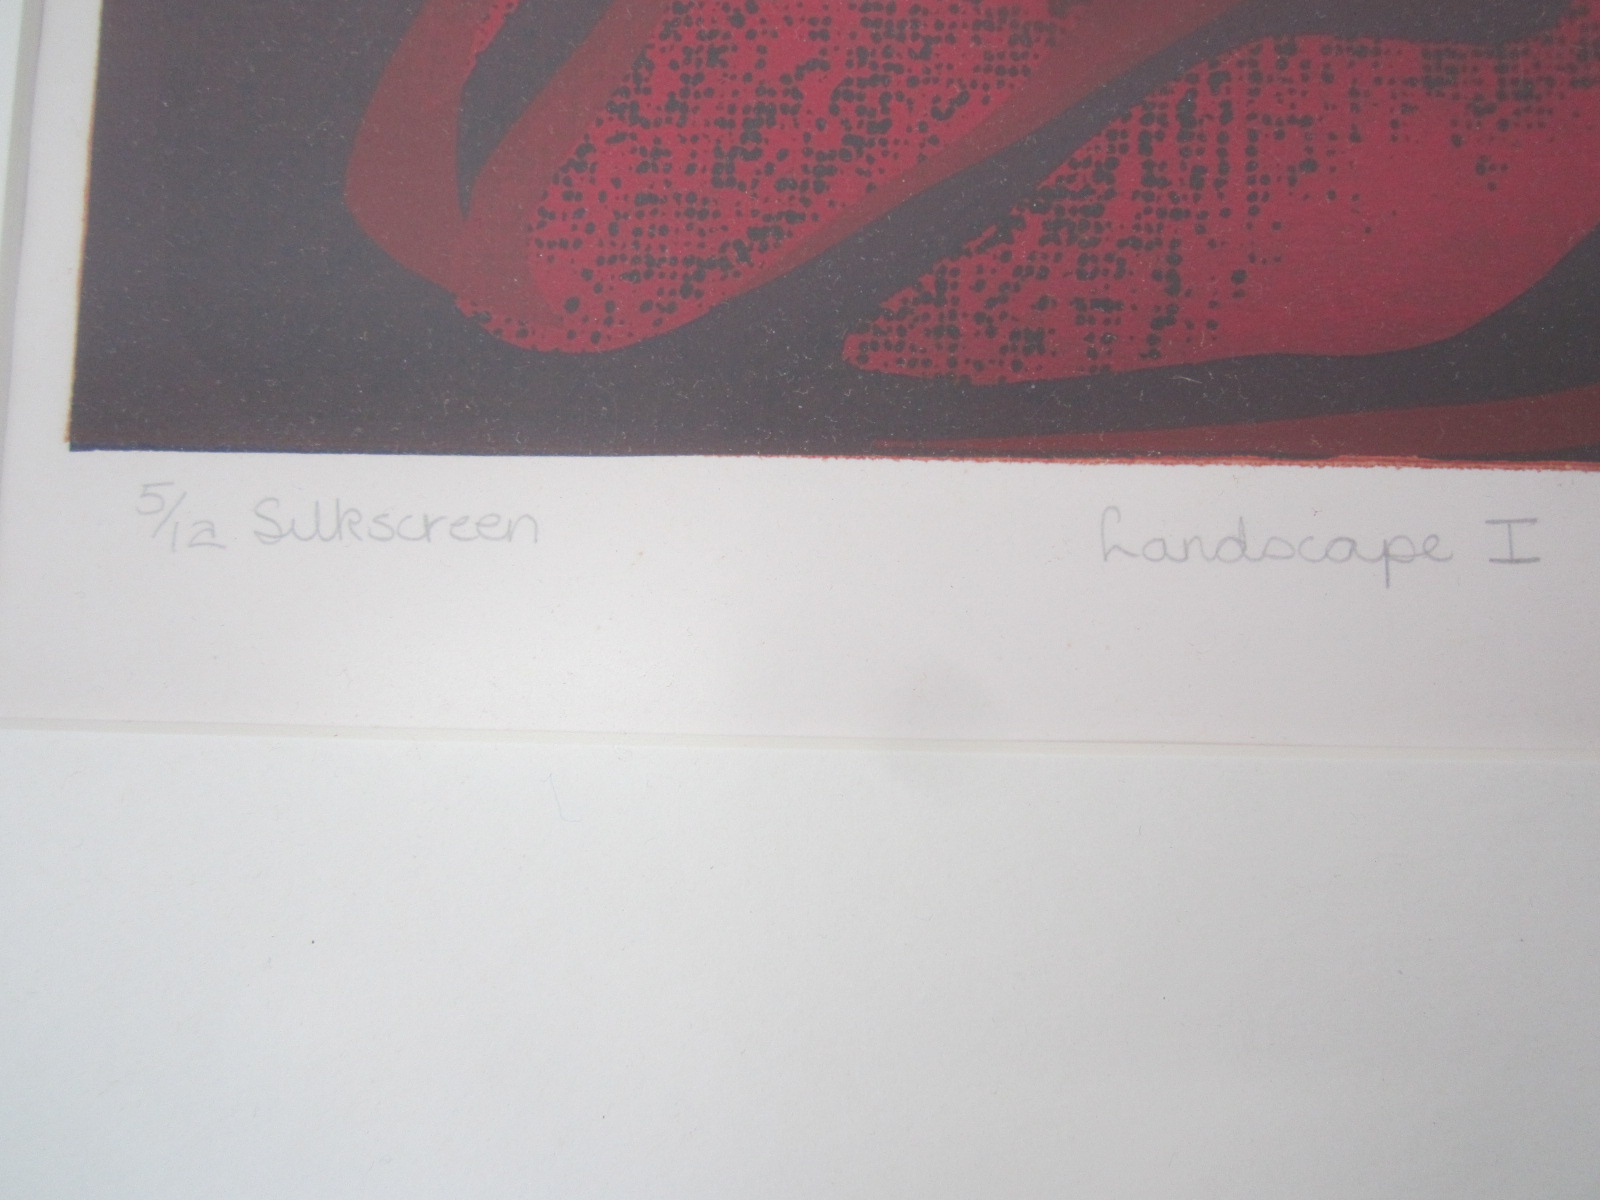 5/12 Silkscreen
Landscape I